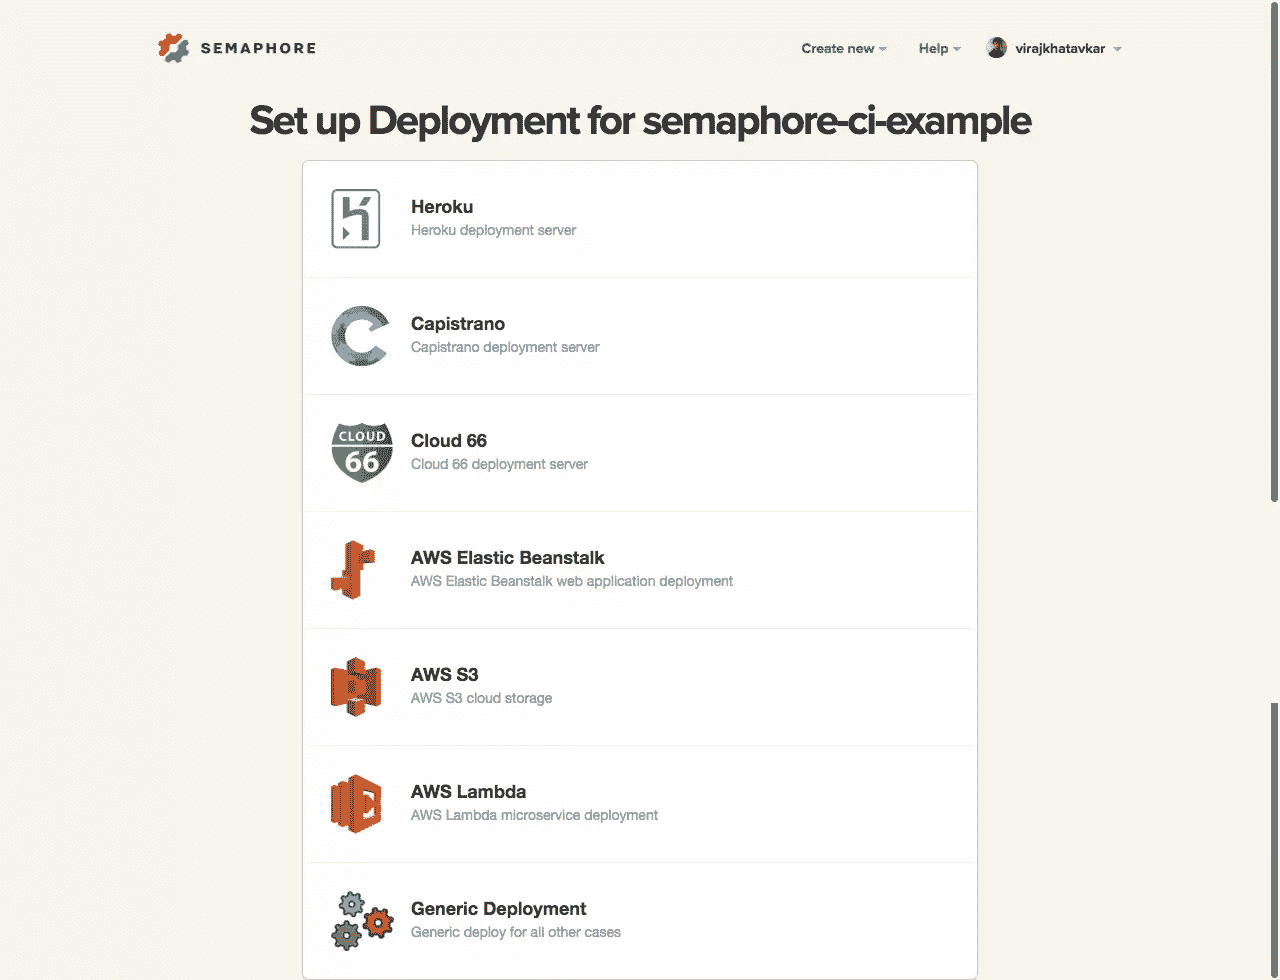 SEMAPHORE
Create new
Help
virajkhatavkar
Set up Deployment for semaphore-ci-example
Heroku
Heroku deployment server
Capistrano
Capistrano deployment server
CLOUD
66
Cloud 66
Cloud 66 deployment server
AWS Elastic Beanstalk
AWS Elastic Beanstalk web application deployment
AWS S3
AWS S3 cloud storage
AWS Lambda
AWS Lambda microservice deployment
Generic Deployment
Generic deploy for all other cases